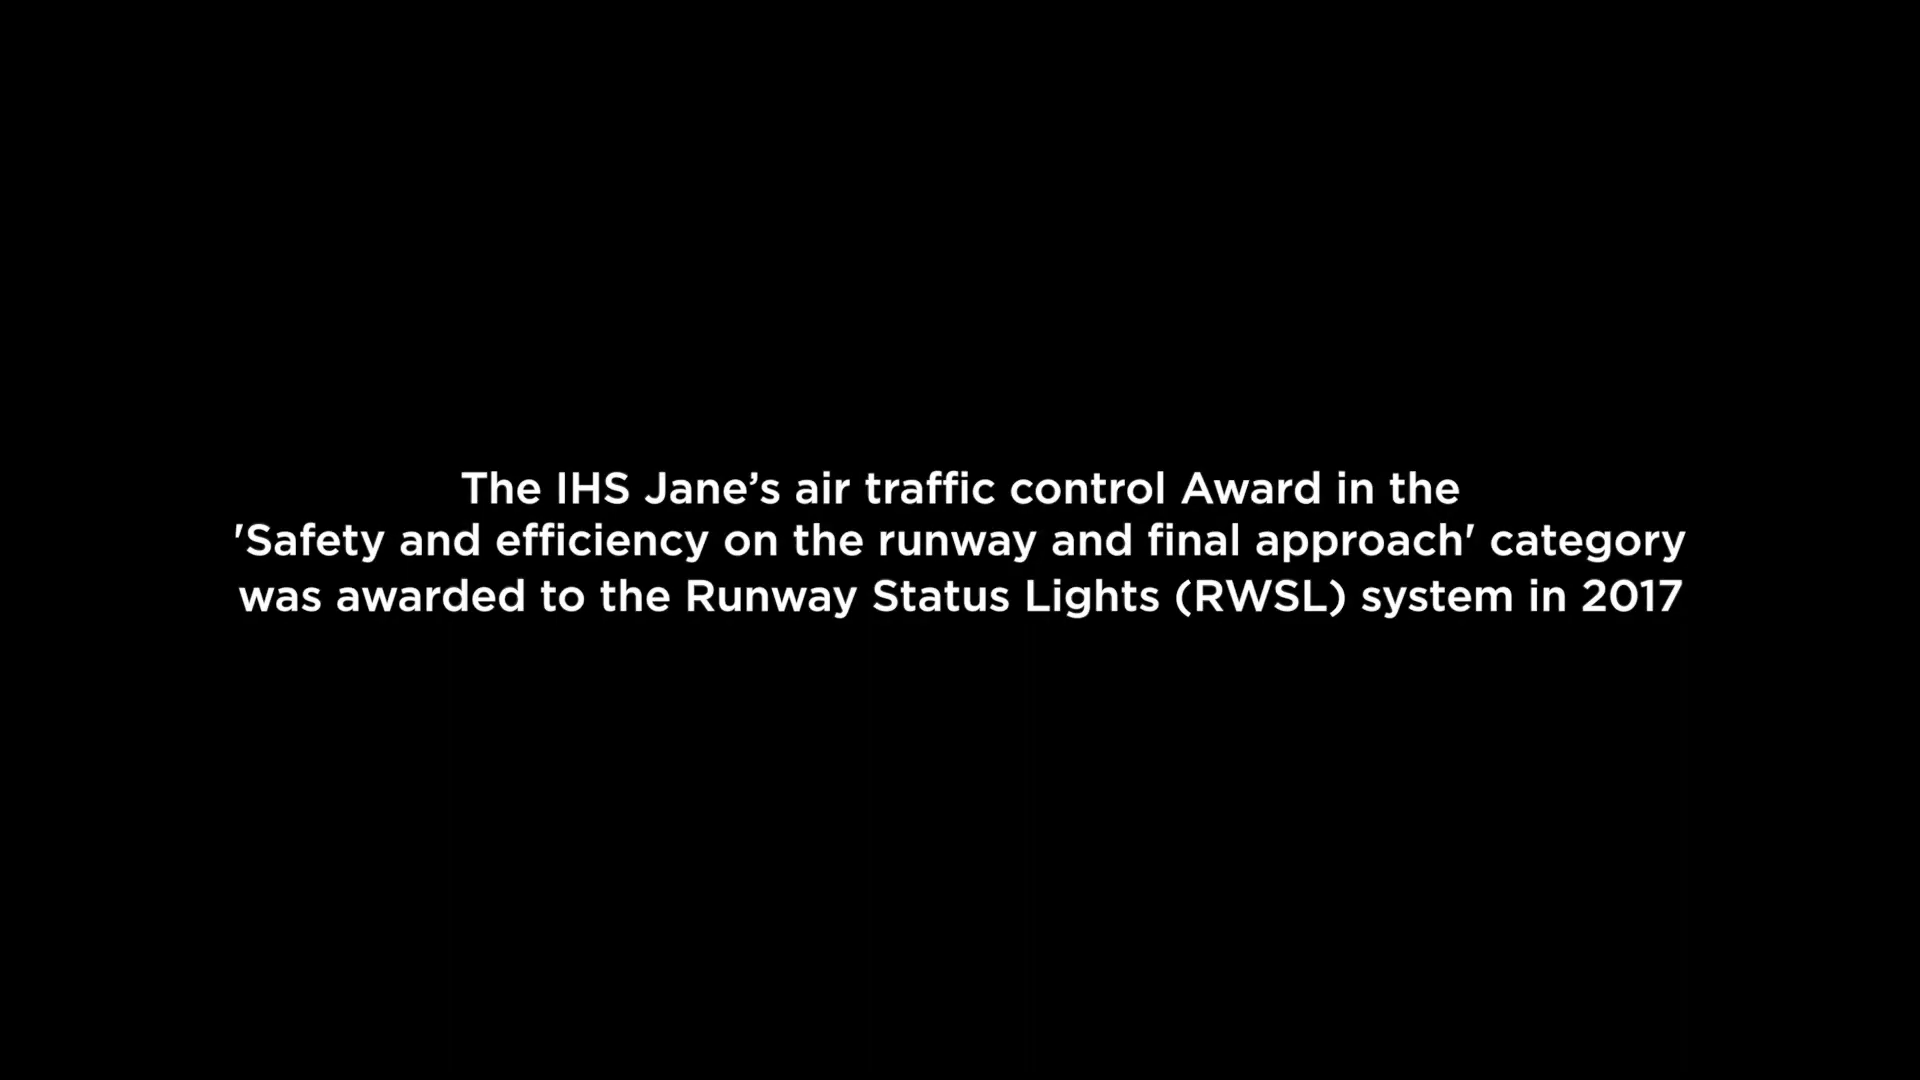 The IHS Jane’s air traffic control Award in the
'Safety and efficiency on the runway and final approach' category
was awarded to the Runway Status Lights (RWSL) system in 2017